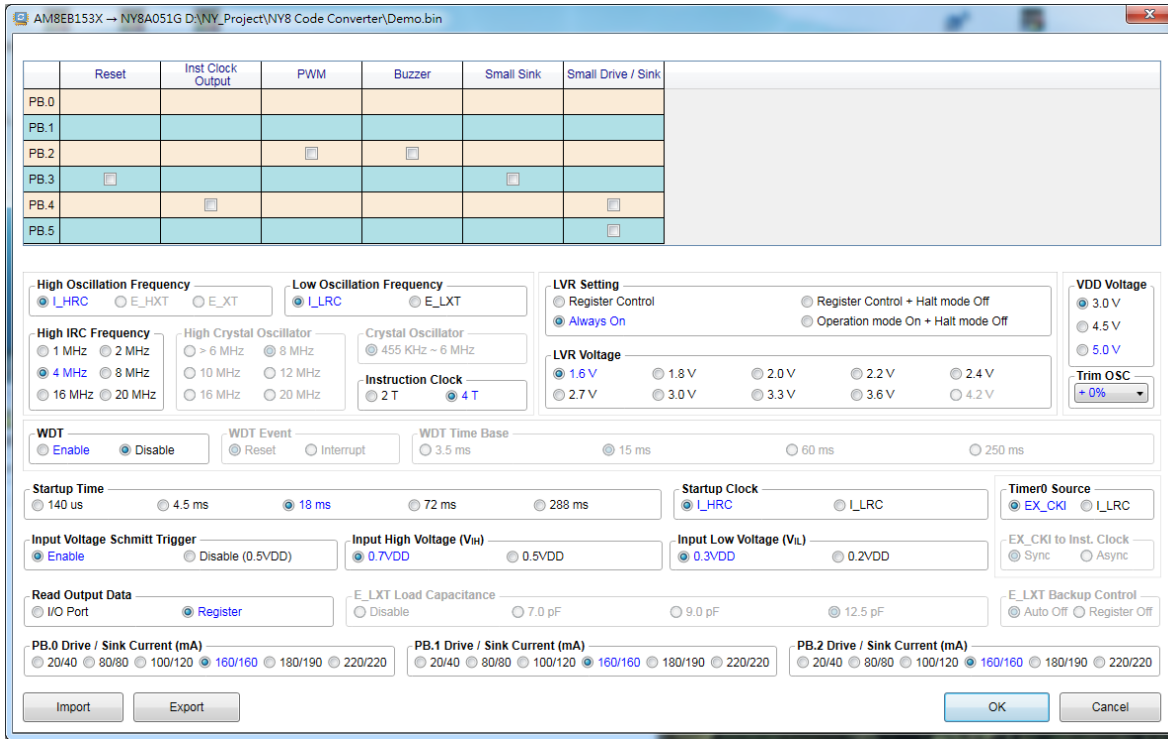 AM8EB153X → NY8A051G D:\NY_Project\NY8 Code Converter\Demo.bin
Reset Inst Clock Output PWM Buzzer Small Sink Small Drive / Sink
PB.0
PB.1
PB.2
PB.3
PB.4
PB.5
High Oscillation Frequency Low Oscillation Frequency LVR Setting VDD Voltage
I_HRC E_HXT E_XT I_LRC E_LXT Register Control Register Control + Halt mode Off 3.0 V
Always On Operation mode On + Halt mode Off 4.5 V
High IRC Frequency High Crystal Oscillator Crystal Oscillator
1 MHz 2 MHz > 6 MHz 8 MHz 455 KHz ~ 6 MHz LVR Voltage 5.0 V
4 MHz 8 MHz 10 MHz 12 MHz Instruction Clock 1.6 V 1.8 V 2.0 V 2.2 V 2.4 V Trim OSC
16 MHz 20 MHz 16 MHz 20 MHz 2 T 4 T 2.7 V 3.0 V 3.3 V 3.6 V 4.2 V + 0%
WDT WDT Event WDT Time Base
Enable Disable Reset Interrupt 3.5 ms 15 ms 60 ms 250 ms
Startup Time Startup Clock Timer0 Source
140 us 4.5 ms 18 ms 72 ms 288 ms I_HRC I_LRC EX_CKI I_LRC
Input Voltage Schmitt Trigger Input High Voltage (VIH) Input Low Voltage (VIL) EX_CKI to Inst. Clock
Enable Disable (0.5VDD) 0.7VDD 0.5VDD 0.3VDD 0.2VDD Sync Async
Read Output Data E_LXT Load Capacitance E_LXT Backup Control
I/O Port Register Disable 7.0 pF 9.0 pF 12.5 pF Auto Off Register Off
PB.0 Drive / Sink Current (mA) PB.1 Drive / Sink Current (mA) PB.2 Drive / Sink Current (mA)
20/40 80/80 100/120 160/160 180/190 220/220 20/40 80/80 100/120 160/160 180/190 220/220 20/40 80/80 100/120 160/160 180/190 220/220
Import Export OK Cancel